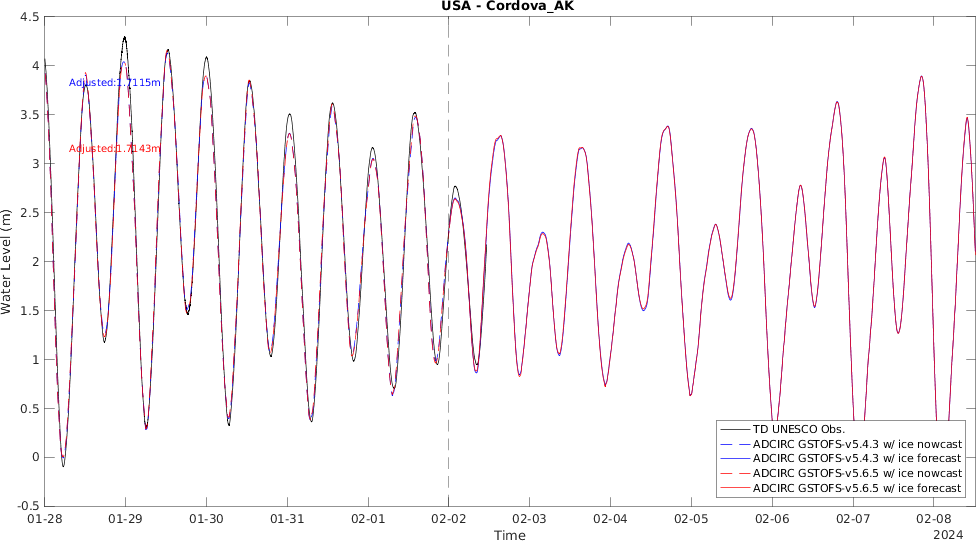 USA - Cordova_AK
4.5
4
3.5
3
2.5
2
1.5
1
0.5
0
-0.5
Water Level (m)
Adjusted:1.7115m
Adjusted:1.7143m
TD UNESCO Obs.
ADCIRC GSTOFS-v5.4.3 w/ ice nowcast
ADCIRC GSTOFS-v5.4.3 w/ ice forecast
ADCIRC GSTOFS-v5.6.5 w/ ice nowcast
ADCIRC GSTOFS-v5.6.5 w/ ice forecast
01-28 01-29 01-30 01-31 02-01 02-02 02-03 02-04 02-05 02-06 02-07 02-08
Time
2024